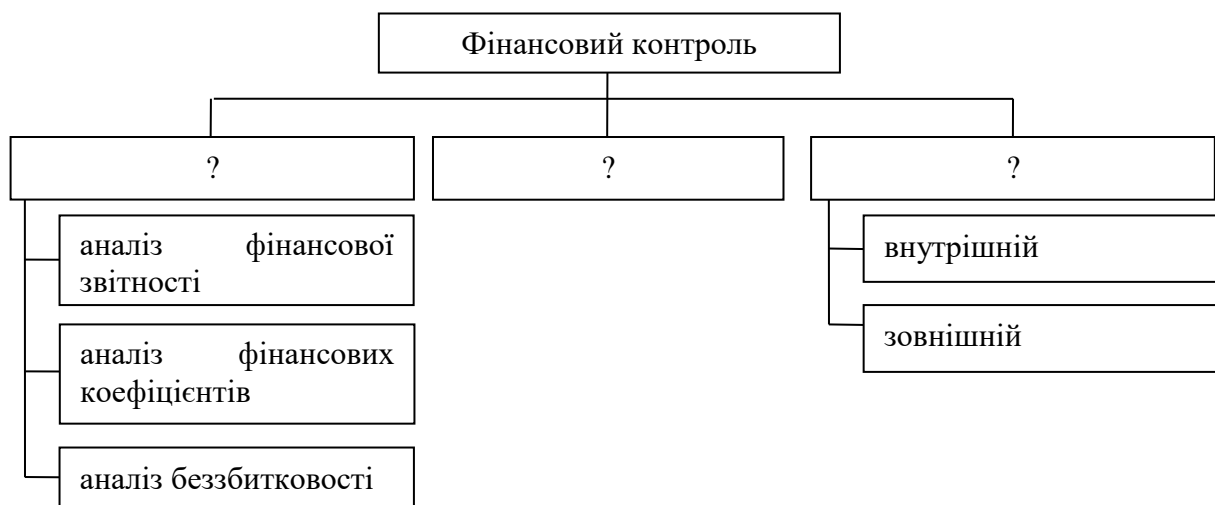 Фінансовий контроль
?
?
?
аналіз фінансової
звітності
аналіз фінансових
коефіцієнтів
аналіз беззбитковості
внутрішній
зовнішній